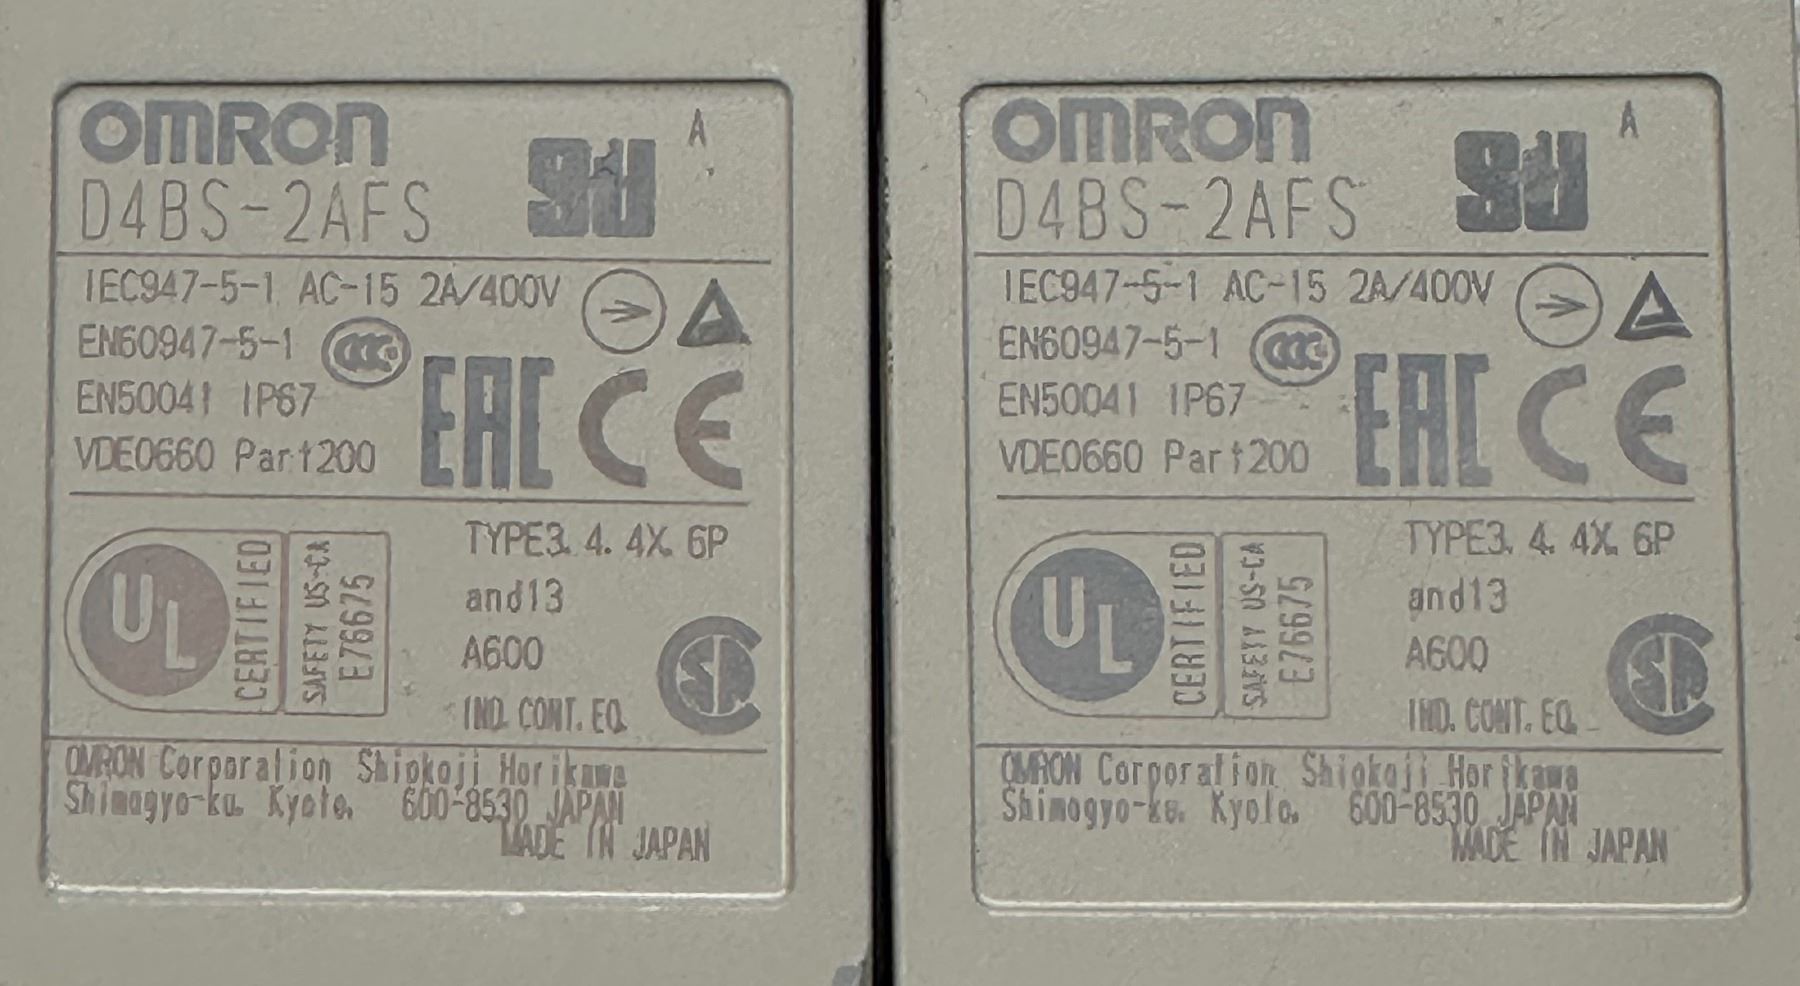 OMRON
A
D4BS-2AFS
IEC947-5-1 AC-15 2A/400V
EN60947-5-1
CCC
EN50041 IP67
EAC CE
VDE0660 Part200
TYPE3. 4. 4X. 6P
and13
A600
IND. CONT. EQ.
UL
CERTIFIED
SAFETY US-CA
E76675
OMRON Corporation Shiokoji Horikawa
Shimogyo-ku. Kyoto. 600-8530 JAPAN
MADE IN JAPAN
OMRON
A
D4BS-2AFS
IEC947-5-1 AC-15 2A/400V
EN60947-5-1
CCC
EN50041 IP67
EAC CE
VDE0660 Part200
TYPE3. 4. 4X. 6P
and13
A600
IND. CONT. EQ.
UL
CERTIFIED
SAFETY US-CA
E76675
OMRON Corporation Shiokoji Horikawa
Shimogyo-ku. Kyoto. 600-8530 JAPAN
MADE IN JAPAN